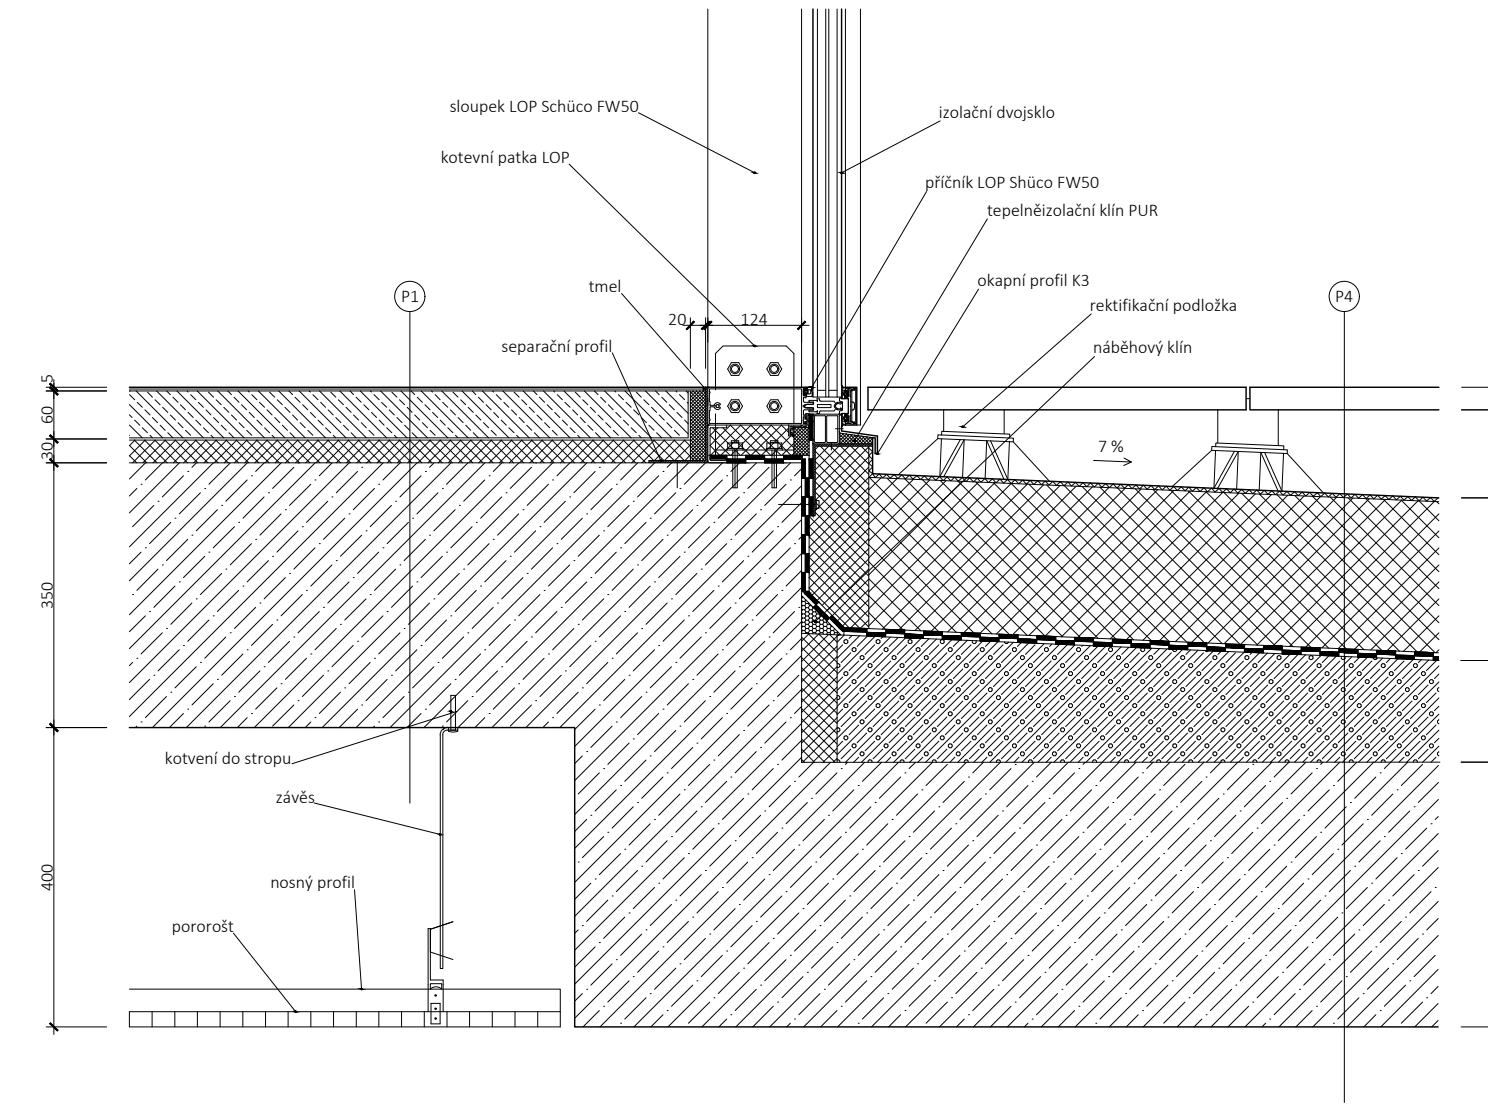 sloupek LOP Schüco FW50
izolační dvojsklo
kotevní patka LOP
příčník LOP Shüco FW50
tepelněizolační klín PUR
okapní profil K3
tmel
P1
P4
rektifikační podložka
20
124
separační profil
náběhový klín
5
60
30
7 %
350
kotvení do stropu
závěs
400
nosný profil
pororošt